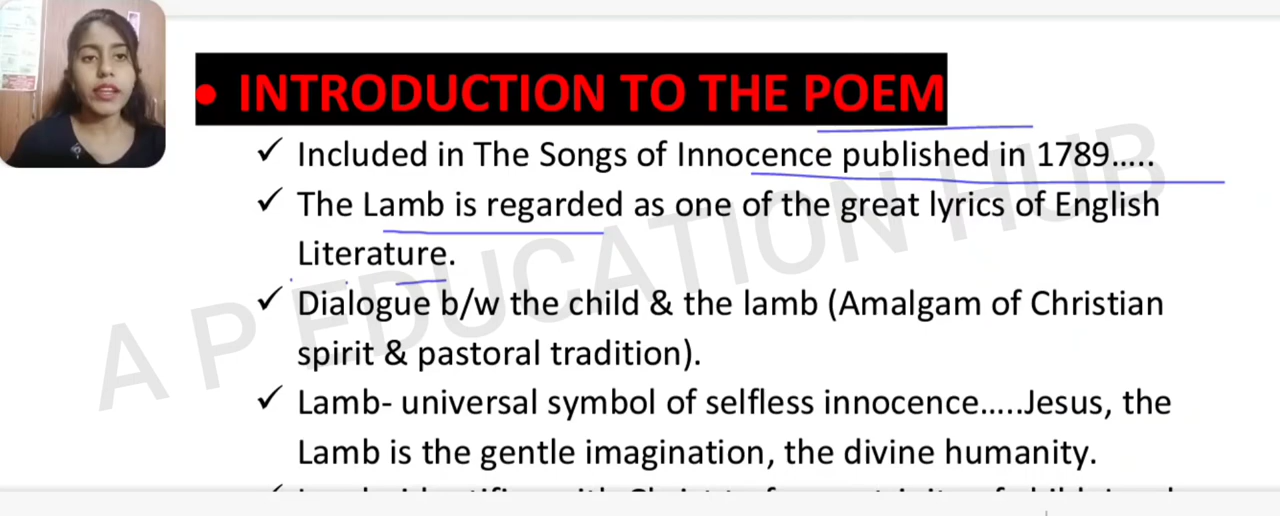 • INTRODUCTION TO THE POEM
✓ Included in The Songs of Innocence published in 1789.....
✓ The Lamb is regarded as one of the great lyrics of English
Literature.
✓ Dialogue b/w the child & the lamb (Amalgam of Christian
spirit & pastoral tradition).
✓ Lamb- universal symbol of selfless innocence.....Jesus, the
Lamb is the gentle imagination, the divine humanity.
A P EDUCATION HUB